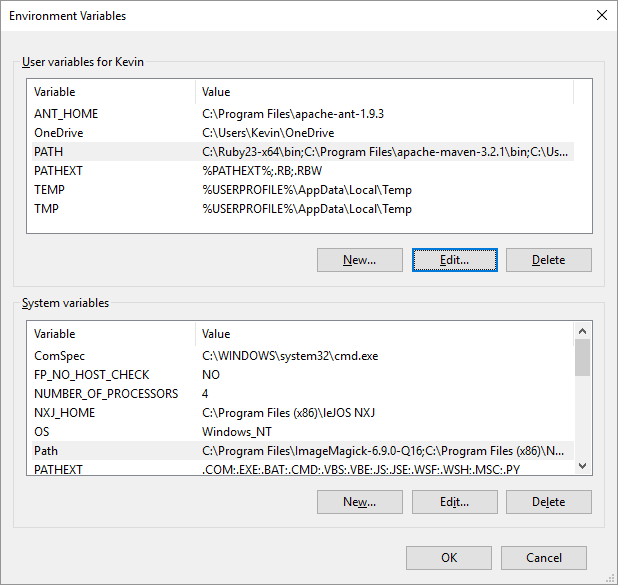 Environment Variables
User variables for Kevin
Variable Value
ANT_HOME C:\Program Files\apache-ant-1.9.3
OneDrive C:\Users\Kevin\OneDrive
PATH C:\Ruby23-x64\bin;C:\Program Files\apache-maven-3.2.1\bin;C:\Us...
PATHEXT %PATHEXT%;.RB;.RBW
TEMP %USERPROFILE%\AppData\Local\Temp
TMP %USERPROFILE%\AppData\Local\Temp
New... Edit... Delete
System variables
Variable Value
ComSpec C:\WINDOWS\system32\cmd.exe
FP_NO_HOST_CHECK NO
NUMBER_OF_PROCESSORS 4
NXJ_HOME C:\Program Files (x86)\leJOS NXJ
OS Windows_NT
Path C:\Program Files\ImageMagick-6.9.0-Q16;C:\Program Files (x86)\N...
PATHEXT .COM;.EXE;.BAT;.CMD;.VBS;.VBE;.JS;.JSE;.WSF;.WSH;.MSC;.PY
New... Edit... Delete
OK Cancel